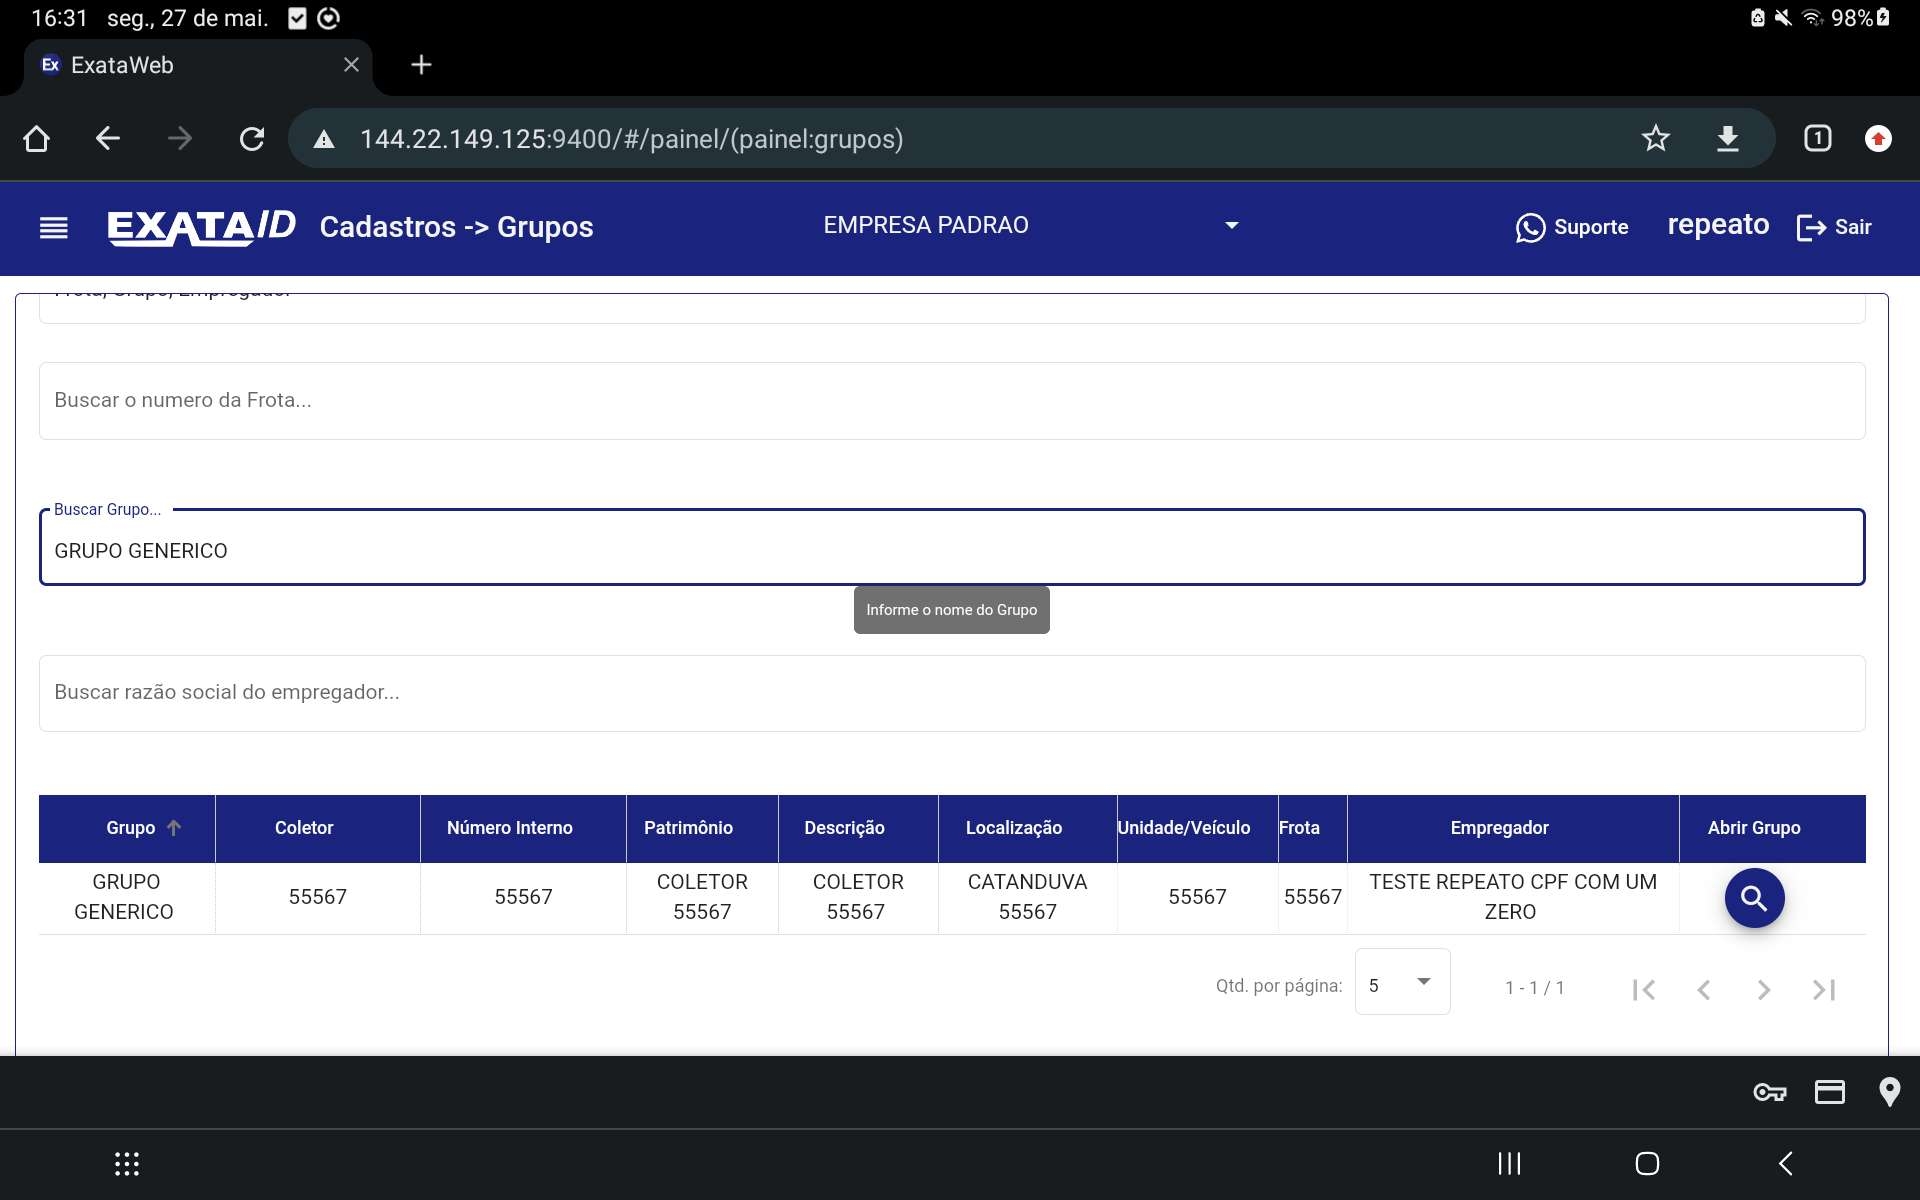 16:31 seg., 27 de mai. 98%
Ex ExataWeb
144.22.149.125:9400/#/painel/(painel:grupos) 1
EXATA/ID Cadastros -> Grupos EMPRESA PADRAO Suporte repeato Sair
Frota, Grupo, Empregador
Buscar o numero da Frota...
Buscar Grupo...
GRUPO GENERICO
Informe o nome do Grupo
Buscar razão social do empregador...
Grupo Coletor Número Interno Patrimônio Descrição Localização Unidade/Veículo Frota Empregador Abrir Grupo
GRUPO GENERICO 55567 55567 COLETOR 55567 COLETOR 55567 CATANDUVA 55567 55567 55567 TESTE REPEATO CPF COM UM ZERO
Qtd. por página: 5 1 - 1 / 1